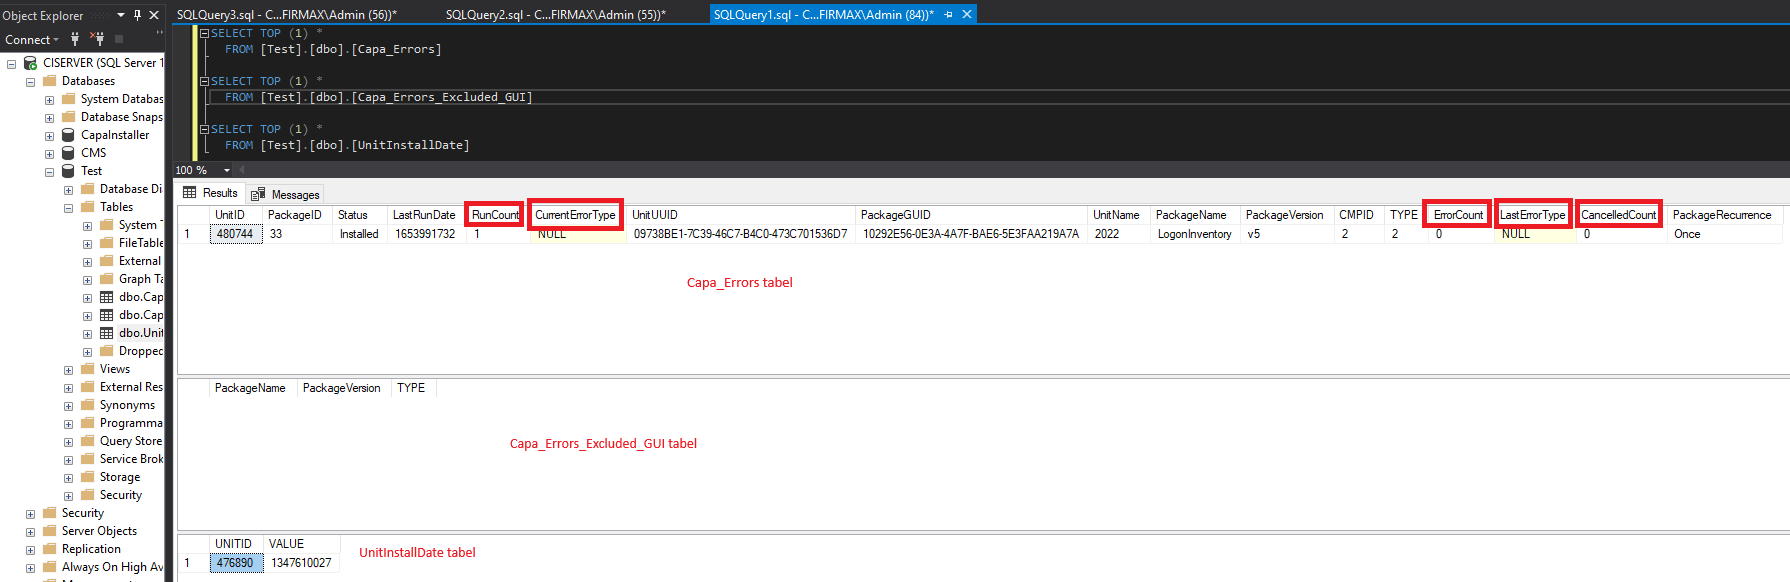 Object Explorer
Connect
CISERVER (SQL Server 1
Databases
System Databas
Database Snaps
CapaInstaller
CMS
Test
Database Di
Tables
System T
FileTable
External
Graph Ta
dbo.Cap
dbo.Cap
dbo.Unit
Dropped
Views
External Res
Synonyms
Programma
Query Store
Service Brok
Storage
Security
Security
Server Objects
Replication
Always On High Av
SQLQuery3.sql - C...FIRMAX\Admin (56))*
SQLQuery2.sql - C...FIRMAX\Admin (55))*
SQLQuery1.sql - C...FIRMAX\Admin (84))*
SELECT TOP (1) *
FROM [Test].[dbo].[Capa_Errors]
SELECT TOP (1) *
FROM [Test].[dbo].[Capa_Errors_Excluded_GUI]
SELECT TOP (1) *
FROM [Test].[dbo].[UnitInstallDate]
100 %
Results Messages
UnitID PackageID Status LastRunDate RunCount CurrentErrorType UnitUUID PackageGUID UnitName PackageName PackageVersion CMPID TYPE ErrorCount LastErrorType CancelledCount PackageRecurrence
1 480744 33 Installed 1653991732 1 NULL 09738BE1-7C39-46C7-B4C0-473C701536D7 10292E56-0E3A-4A7F-BAE6-5E3FAA219A7A 2022 LogonInventory v5 2 2 0 NULL 0 Once
Capa_Errors tabel
PackageName PackageVersion TYPE
Capa_Errors_Excluded_GUI tabel
UNITID VALUE
UnitInstallDate tabel
1 476890 1347610027